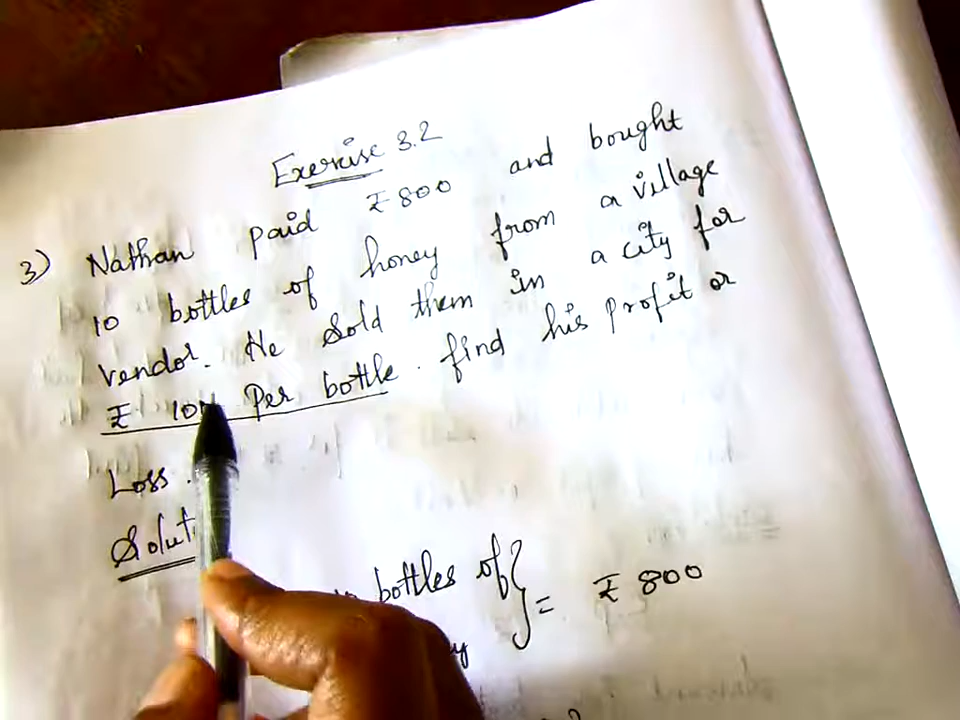 Exercise 3.2
3) Nathan paid ₹ 800 and bought
10 bottles of honey from a village
vendor. He sold them in a city for
₹ Per bottle. find his profit or
Loss.
bottles of } = ₹ 800